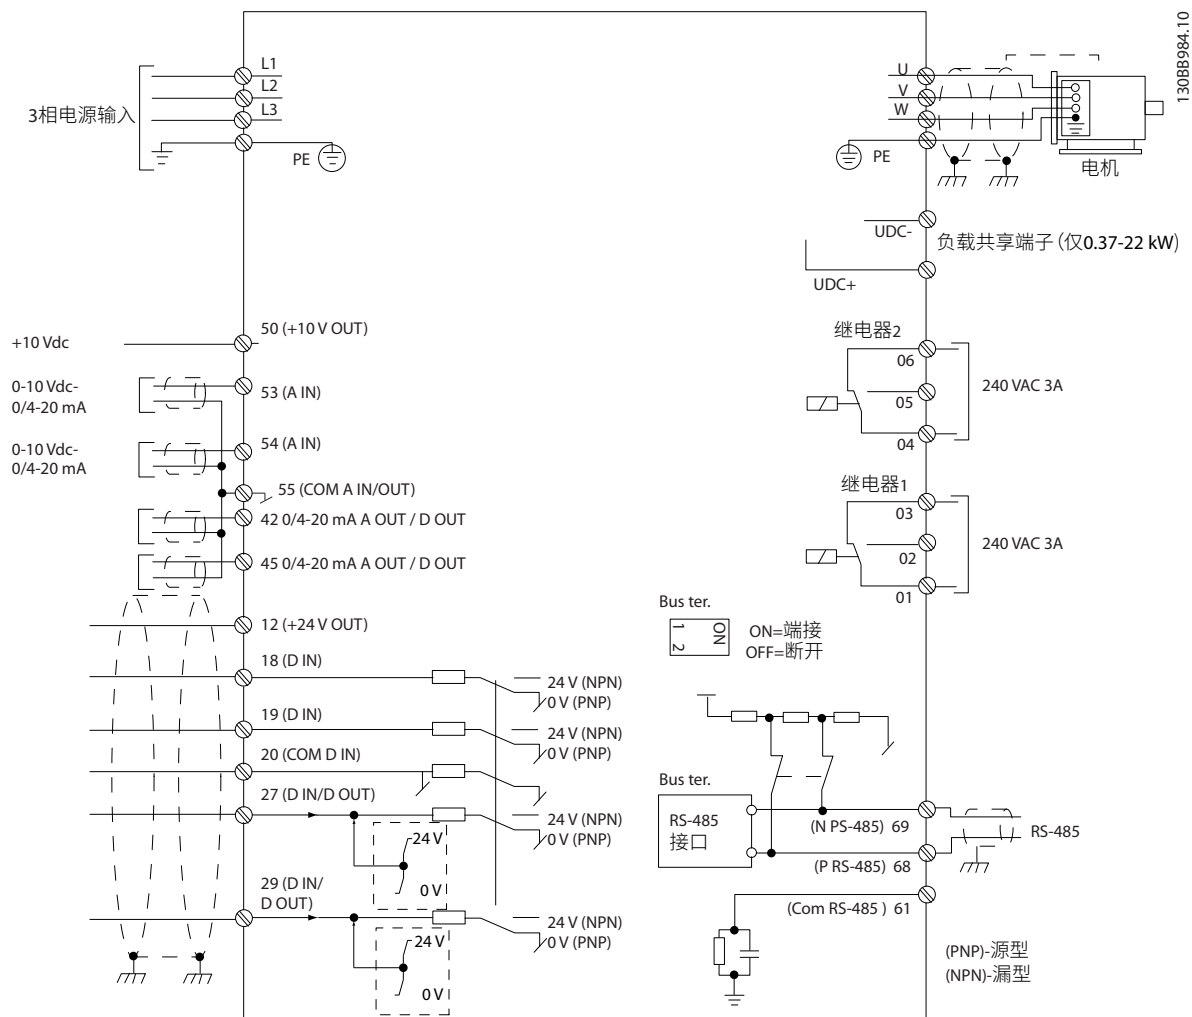 130BB984.10
L1
L2
L3
3相电源输入
PE
U
V
W
PE
电机
UDC-
负载共享端子 (仅0.37-22 kW)
UDC+
+10 Vdc
50 (+10 V OUT)
0-10 Vdc-
0/4-20 mA
53 (A IN)
0-10 Vdc-
0/4-20 mA
54 (A IN)
55 (COM A IN/OUT)
42 0/4-20 mA A OUT / D OUT
45 0/4-20 mA A OUT / D OUT
12 (+24 V OUT)
18 (D IN)
24 V (NPN)
0 V (PNP)
19 (D IN)
24 V (NPN)
0 V (PNP)
20 (COM D IN)
27 (D IN/D OUT)
24 V (NPN)
0 V (PNP)
24 V
0 V
29 (D IN/
D OUT)
24 V (NPN)
0 V (PNP)
24 V
0 V
继电器2
06
05
04
240 VAC 3A
继电器1
03
02
01
240 VAC 3A
Bus ter.
1
2
ON
ON=端接
OFF=断开
Bus ter.
RS-485
接口
(N PS-485) 69
(P RS-485) 68
RS-485
(Com RS-485 ) 61
(PNP)-源型
(NPN)-漏型